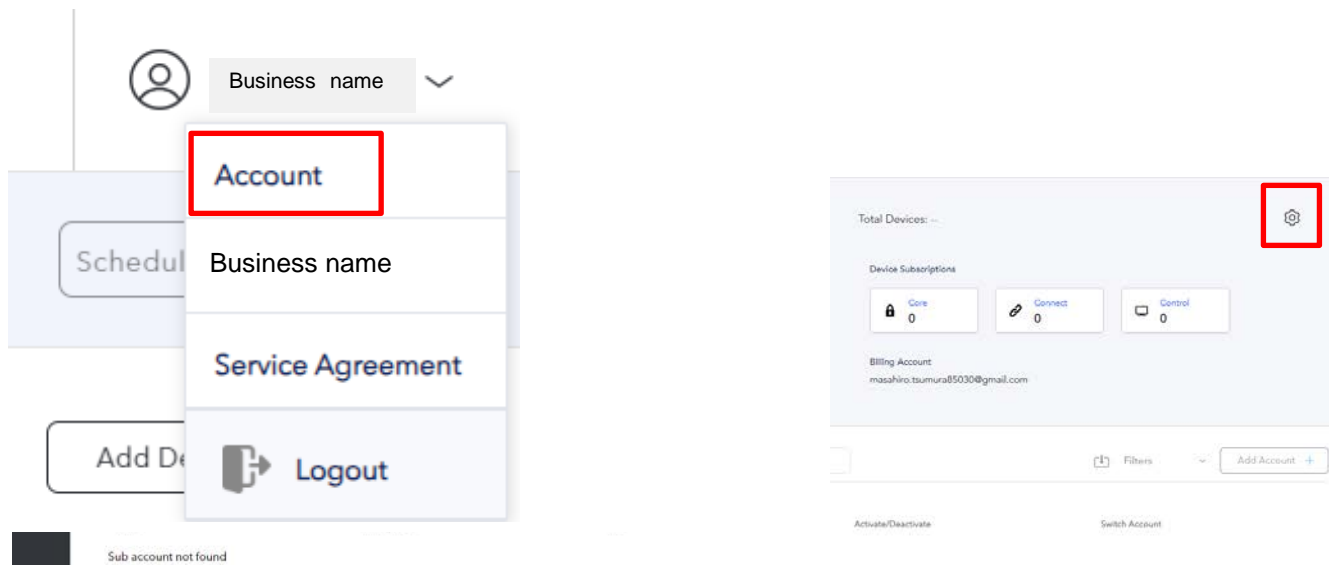 Business name
Account
Schedul
Business name
Service Agreement
Add De
Logout
Sub account not found
Total Devices: --
Device Subscriptions
Core
0
Connect
0
Control
0
Billing Account
masahiro.tsumura85030@gmail.com
Filters
Add Account +
Activate/Deactivate
Switch Account